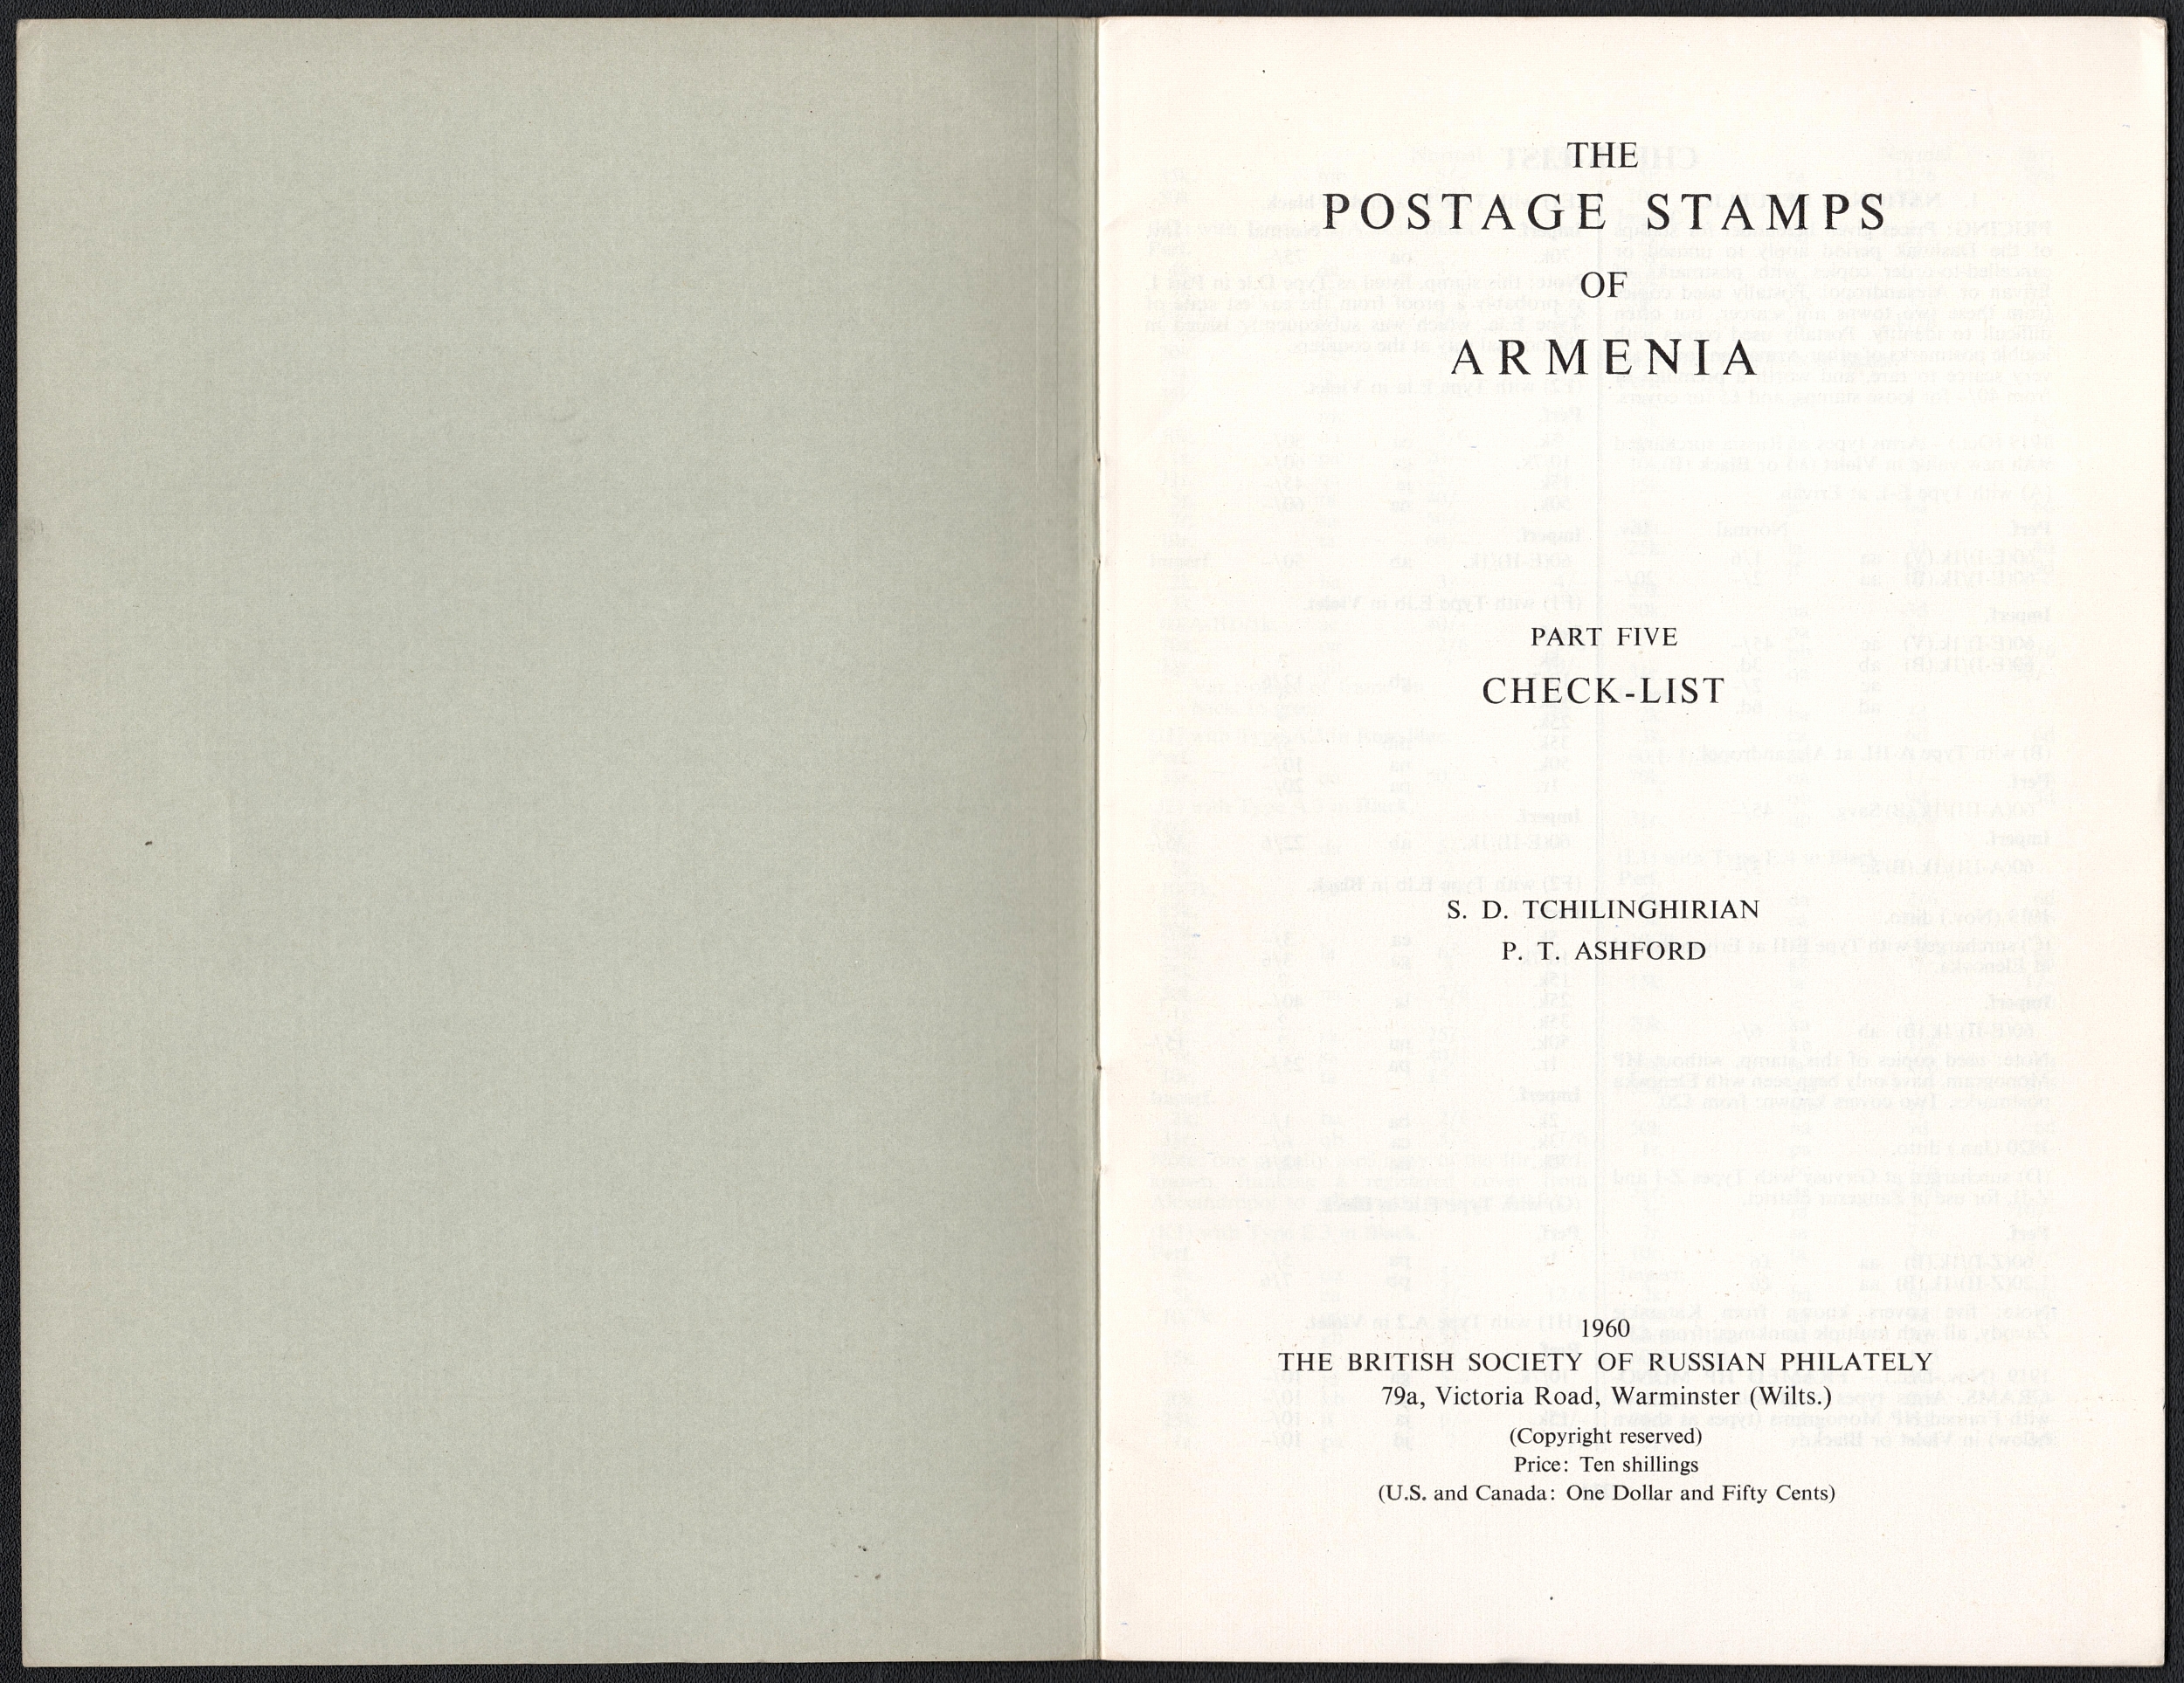 THE
POSTAGE STAMPS
OF
ARMENIA
PART FIVE
CHECK-LIST
S. D. TCHILINGHIRIAN
P. T. ASHFORD
1960
THE BRITISH SOCIETY OF RUSSIAN PHILATELY
79a, Victoria Road, Warminster (Wilts.)
(Copyright reserved)
Price: Ten shillings
(U.S. and Canada: One Dollar and Fifty Cents)